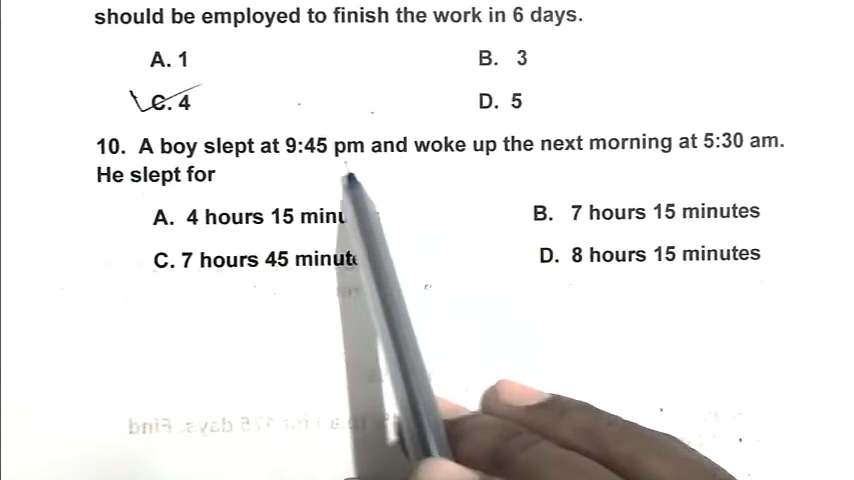 should be employed to finish the work in 6 days.
A. 1 B. 3
C. 4 D. 5
10. A boy slept at 9:45 pm and woke up the next morning at 5:30 am.
He slept for
A. 4 hours 15 B. 7 hours 15 minutes
C. 7 hours 45 D. 8 hours 15 minutes